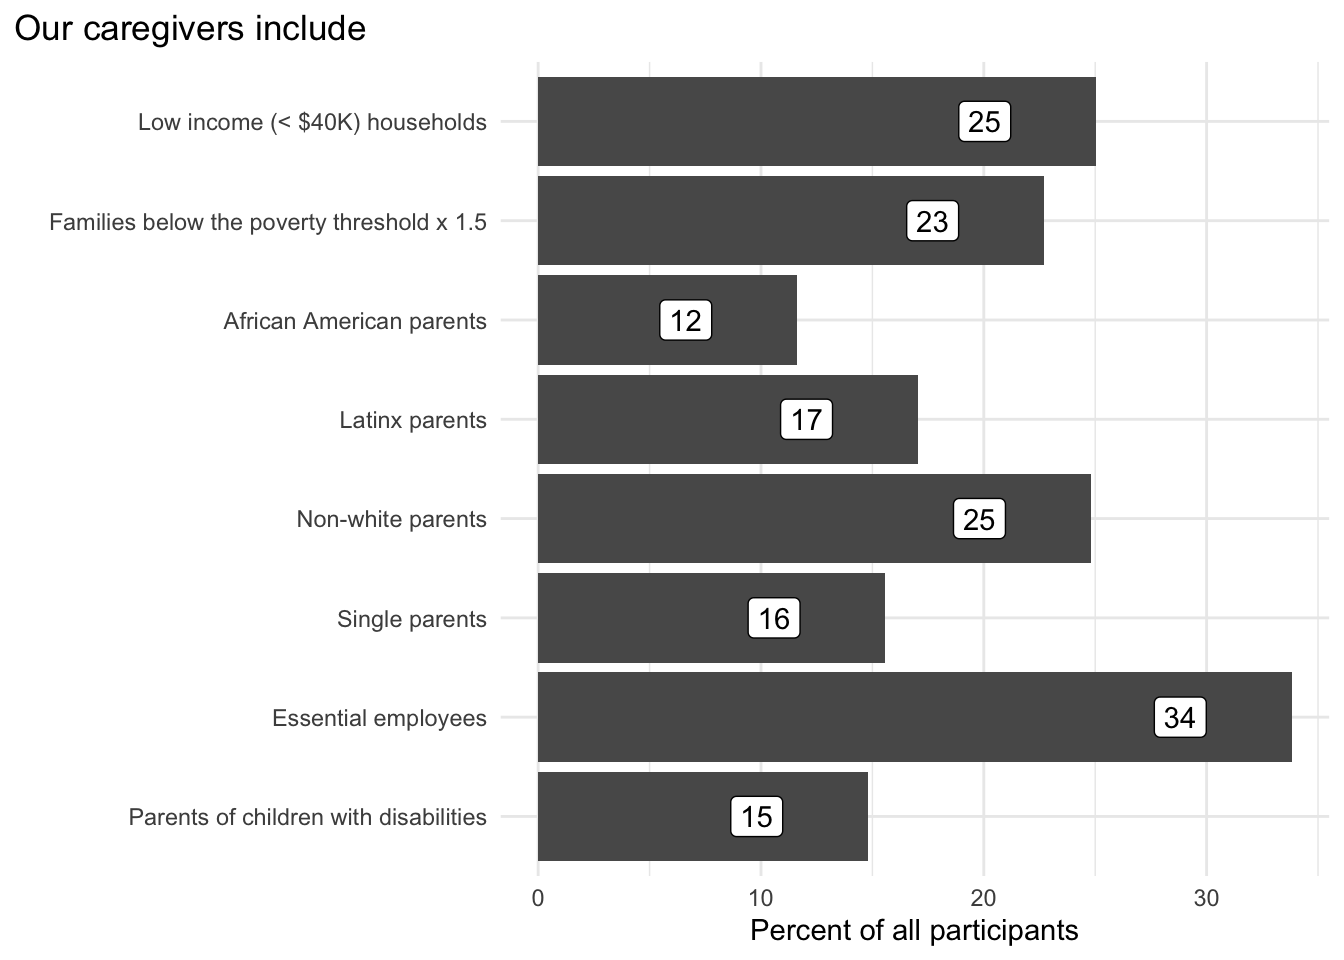 Our caregivers include
Low income (< $40K) households
25
Families below the poverty threshold x 1.5
23
African American parents
12
Latinx parents
17
Non-white parents
25
Single parents
16
Essential employees
34
Parents of children with disabilities
15
0 10 20 30
Percent of all participants